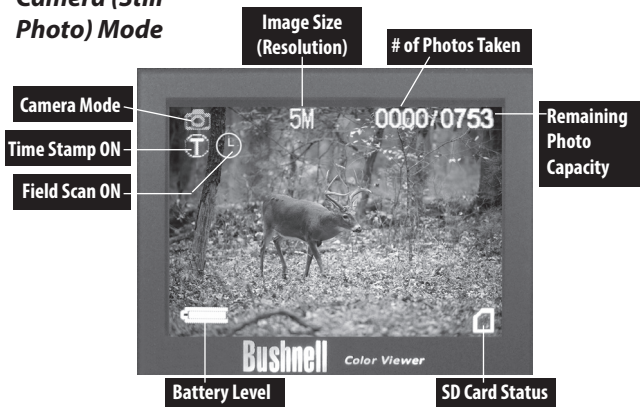 Camera (Still
Photo) Mode
Image Size
(Resolution)
# of Photos Taken
Camera Mode
5M
0000/0753
Remaining
Photo
Capacity
Time Stamp ON
T
Field Scan ON
Bushnell
Color Viewer
Battery Level
SD Card Status